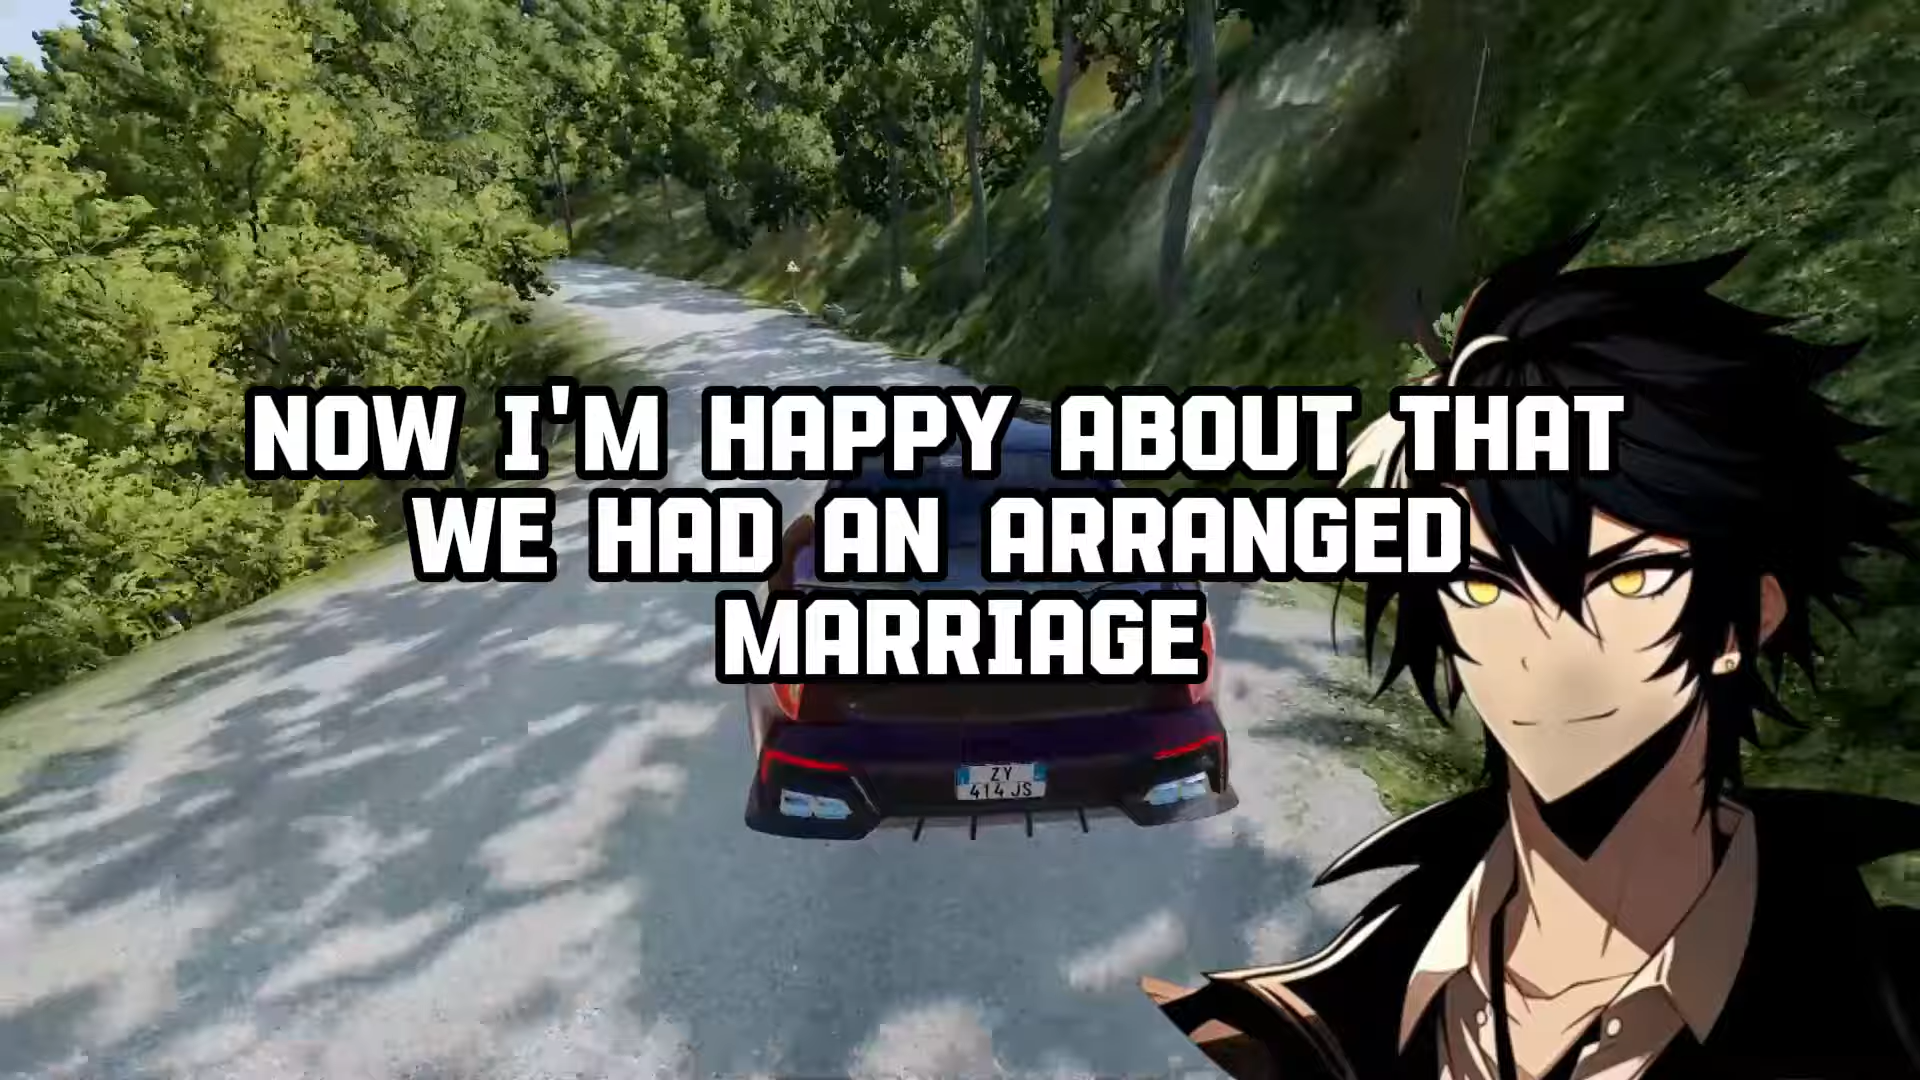 NOW I'M HAPPY ABOUT THAT
WE HAD AN ARRANGED
MARRIAGE
ZY
414 JS